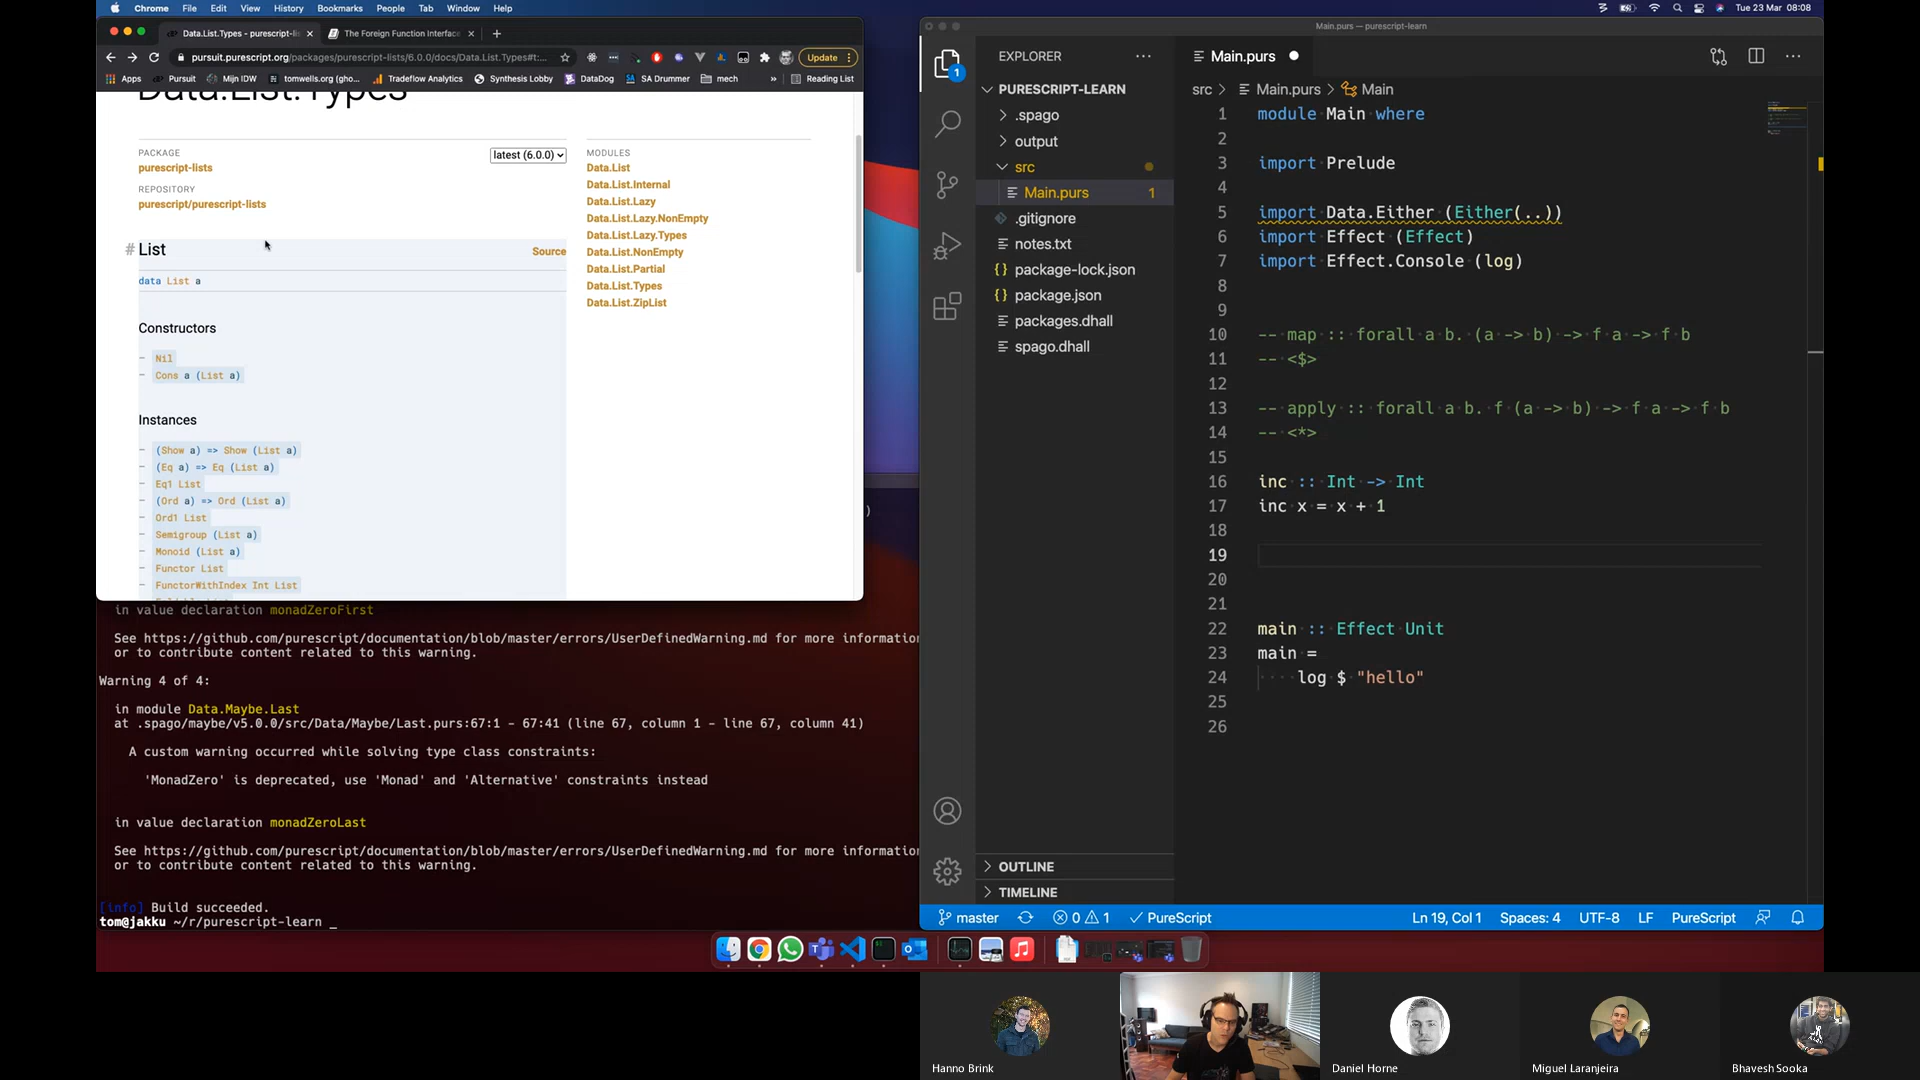 Chrome File Edit View History Bookmarks People Tab Window Help
Tue 23 Mar 08:08
Data.List.Types - purescript-li
The Foreign Function Interface
pursuit.purescript.org/packages/purescript-lists/6.0.0/docs/Data.List.Types#t:...
Update
Apps Pursuit Mijn IDW tomwells.org (gho... Tradeflow Analytics Synthesis Lobby DataDog SA Drummer mech » Reading List
Data.List.Types
PACKAGE
purescript-lists
latest (6.0.0)
REPOSITORY
purescript/purescript-lists
MODULES
Data.List
Data.List.Internal
Data.List.Lazy
Data.List.Lazy.NonEmpty
Data.List.Lazy.Types
Data.List.NonEmpty
Data.List.Partial
Data.List.Types
Data.List.ZipList
# List
Source
data List a
Constructors
– Nil
– Cons a (List a)
Instances
– (Show a) => Show (List a)
– (Eq a) => Eq (List a)
– Eq1 List
– (Ord a) => Ord (List a)
– Ord1 List
– Semigroup (List a)
– Monoid (List a)
– Functor List
– FunctorWithIndex Int List
)
in value declaration monadZeroFirst
See https://github.com/purescript/documentation/blob/master/errors/UserDefinedWarning.md for more information
or to contribute content related to this warning.
Warning 4 of 4:
in module Data.Maybe.Last
at .spago/maybe/v5.0.0/src/Data/Maybe/Last.purs:67:1 - 67:41 (line 67, column 1 - line 67, column 41)
A custom warning occurred while solving type class constraints:
'MonadZero' is deprecated, use 'Monad' and 'Alternative' constraints instead
in value declaration monadZeroLast
See https://github.com/purescript/documentation/blob/master/errors/UserDefinedWarning.md for more information
or to contribute content related to this warning.
[info] Build succeeded.
tom@jakku ~/r/purescript-learn _
Main.purs — purescript-learn
1
EXPLORER
PURESCRIPT-LEARN
.spago
output
src
Main.purs 1
.gitignore
notes.txt
{} package-lock.json
{} package.json
packages.dhall
spago.dhall
OUTLINE
TIMELINE
Main.purs
src > Main.purs > Main
1 module Main where
2
3 import Prelude
4
5 import Data.Either (Either(..))
6 import Effect (Effect)
7 import Effect.Console (log)
8
9
10 -- map :: forall a b. (a -> b) -> f a -> f b
11 -- <$>
12
13 -- apply :: forall a b. f (a -> b) -> f a -> f b
14 -- <*>
15
16 inc :: Int -> Int
17 inc x = x + 1
18
19
20
21
22 main :: Effect Unit
23 main =
24 log $ "hello"
25
26
master 0 1 PureScript Ln 19, Col 1 Spaces: 4 UTF-8 LF PureScript
Hanno Brink
Daniel Horne
Miguel Laranjeira
Bhavesh Sooka